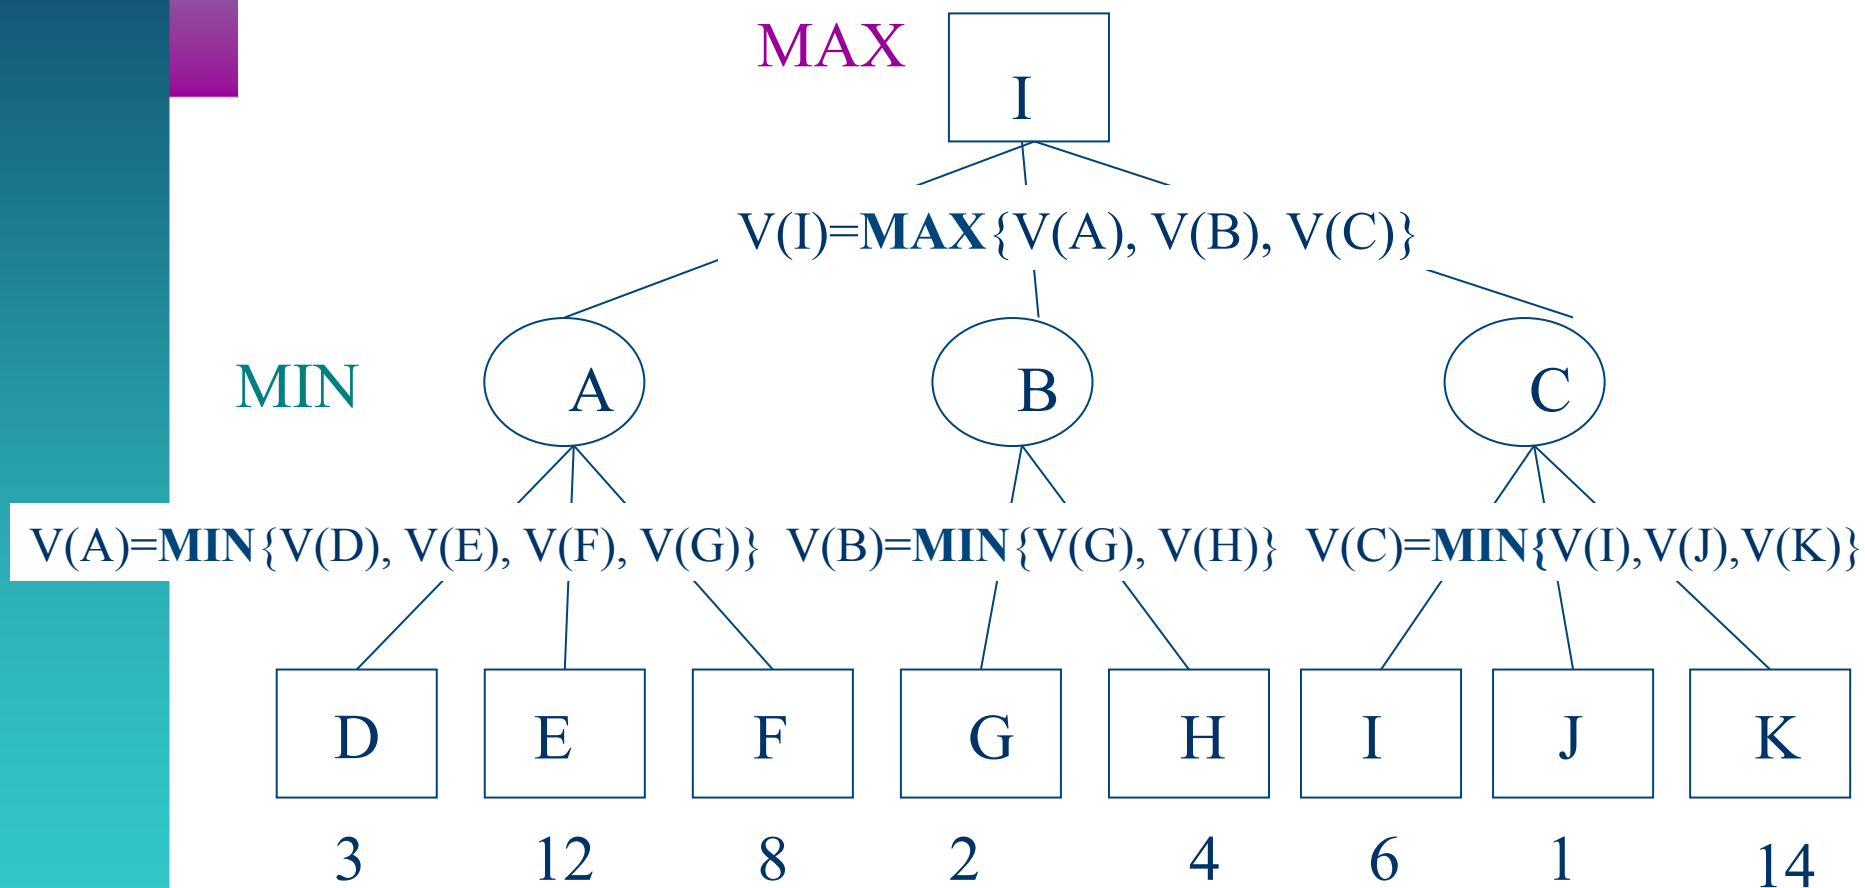 MAX
I
V(I)=MAX{V(A), V(B), V(C)}
MIN
A B C
V(A)=MIN{V(D), V(E), V(F), V(G)} V(B)=MIN{V(G), V(H)} V(C)=MIN{V(I),V(J),V(K)}
D E F G H I J K
3 12 8 2 4 6 1 14